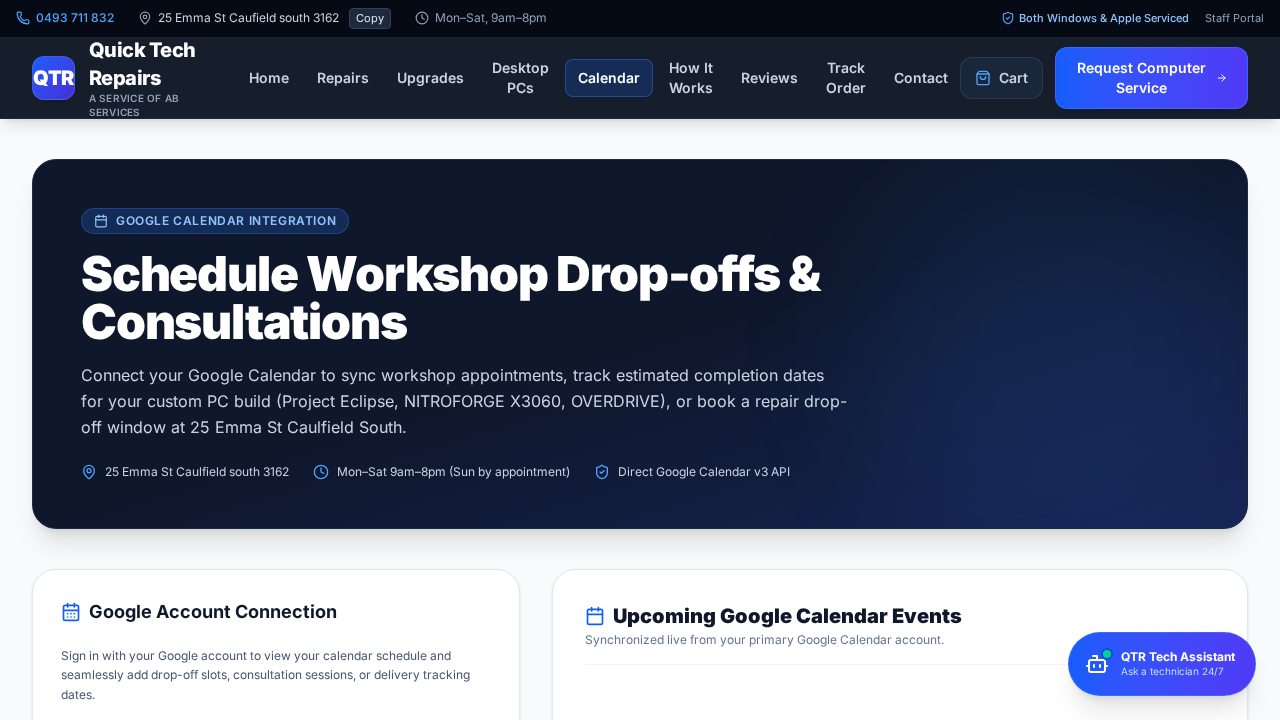 0493 711 832
25 Emma St Caufield south 3162
Copy
Mon–Sat, 9am–8pm
Both Windows & Apple Serviced
Staff Portal
QTR
Quick Tech
Repairs
A SERVICE OF AB
SERVICES
Home
Repairs
Upgrades
Desktop
PCs
Calendar
How It
Works
Reviews
Track
Order
Contact
Cart
Request Computer
Service
GOOGLE CALENDAR INTEGRATION
Schedule Workshop Drop-offs &
Consultations
Connect your Google Calendar to sync workshop appointments, track estimated completion dates
for your custom PC build (Project Eclipse, NITROFORGE X3060, OVERDRIVE), or book a repair drop-
off window at 25 Emma St Caulfield South.
25 Emma St Caulfield south 3162
Mon–Sat 9am–8pm (Sun by appointment)
Direct Google Calendar v3 API
Google Account Connection
Sign in with your Google account to view your calendar schedule and
seamlessly add drop-off slots, consultation sessions, or delivery tracking
dates.
Upcoming Google Calendar Events
Synchronized live from your primary Google Calendar account.
QTR Tech Assistant
Ask a technician 24/7